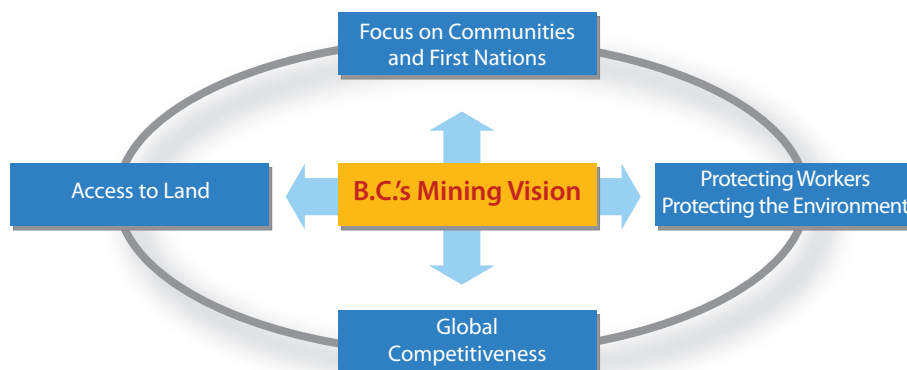 Focus on Communities
and First Nations
Access to Land
B.C.'s Mining Vision
Protecting Workers
Protecting the Environment
Global
Competitiveness